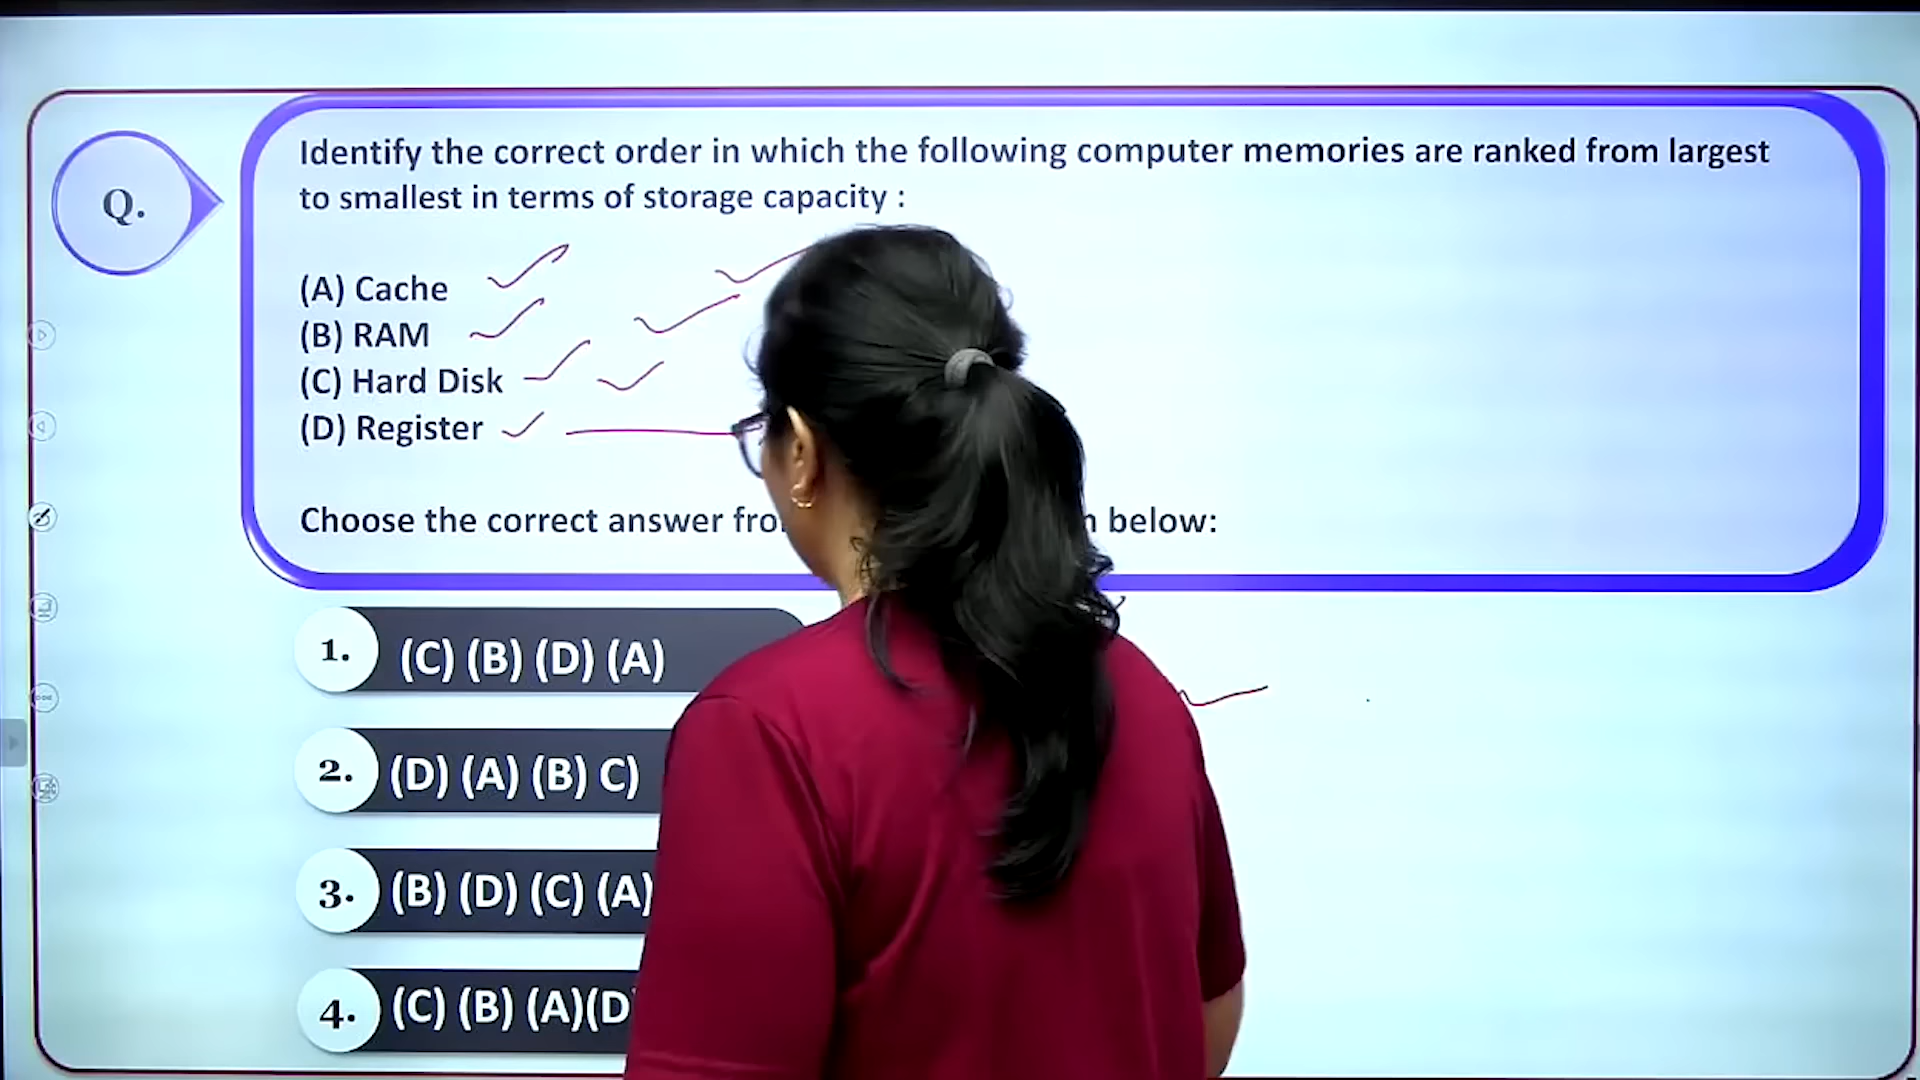 Q.
Identify the correct order in which the following computer memories are ranked from largest
to smallest in terms of storage capacity :
(A) Cache
(B) RAM
(C) Hard Disk
(D) Register
Choose the correct answer below:
1. (C) (B) (D) (A)
2. (D) (A) (B) C)
3. (B) (D) (C) (A)
4. (C) (B) (A)(D